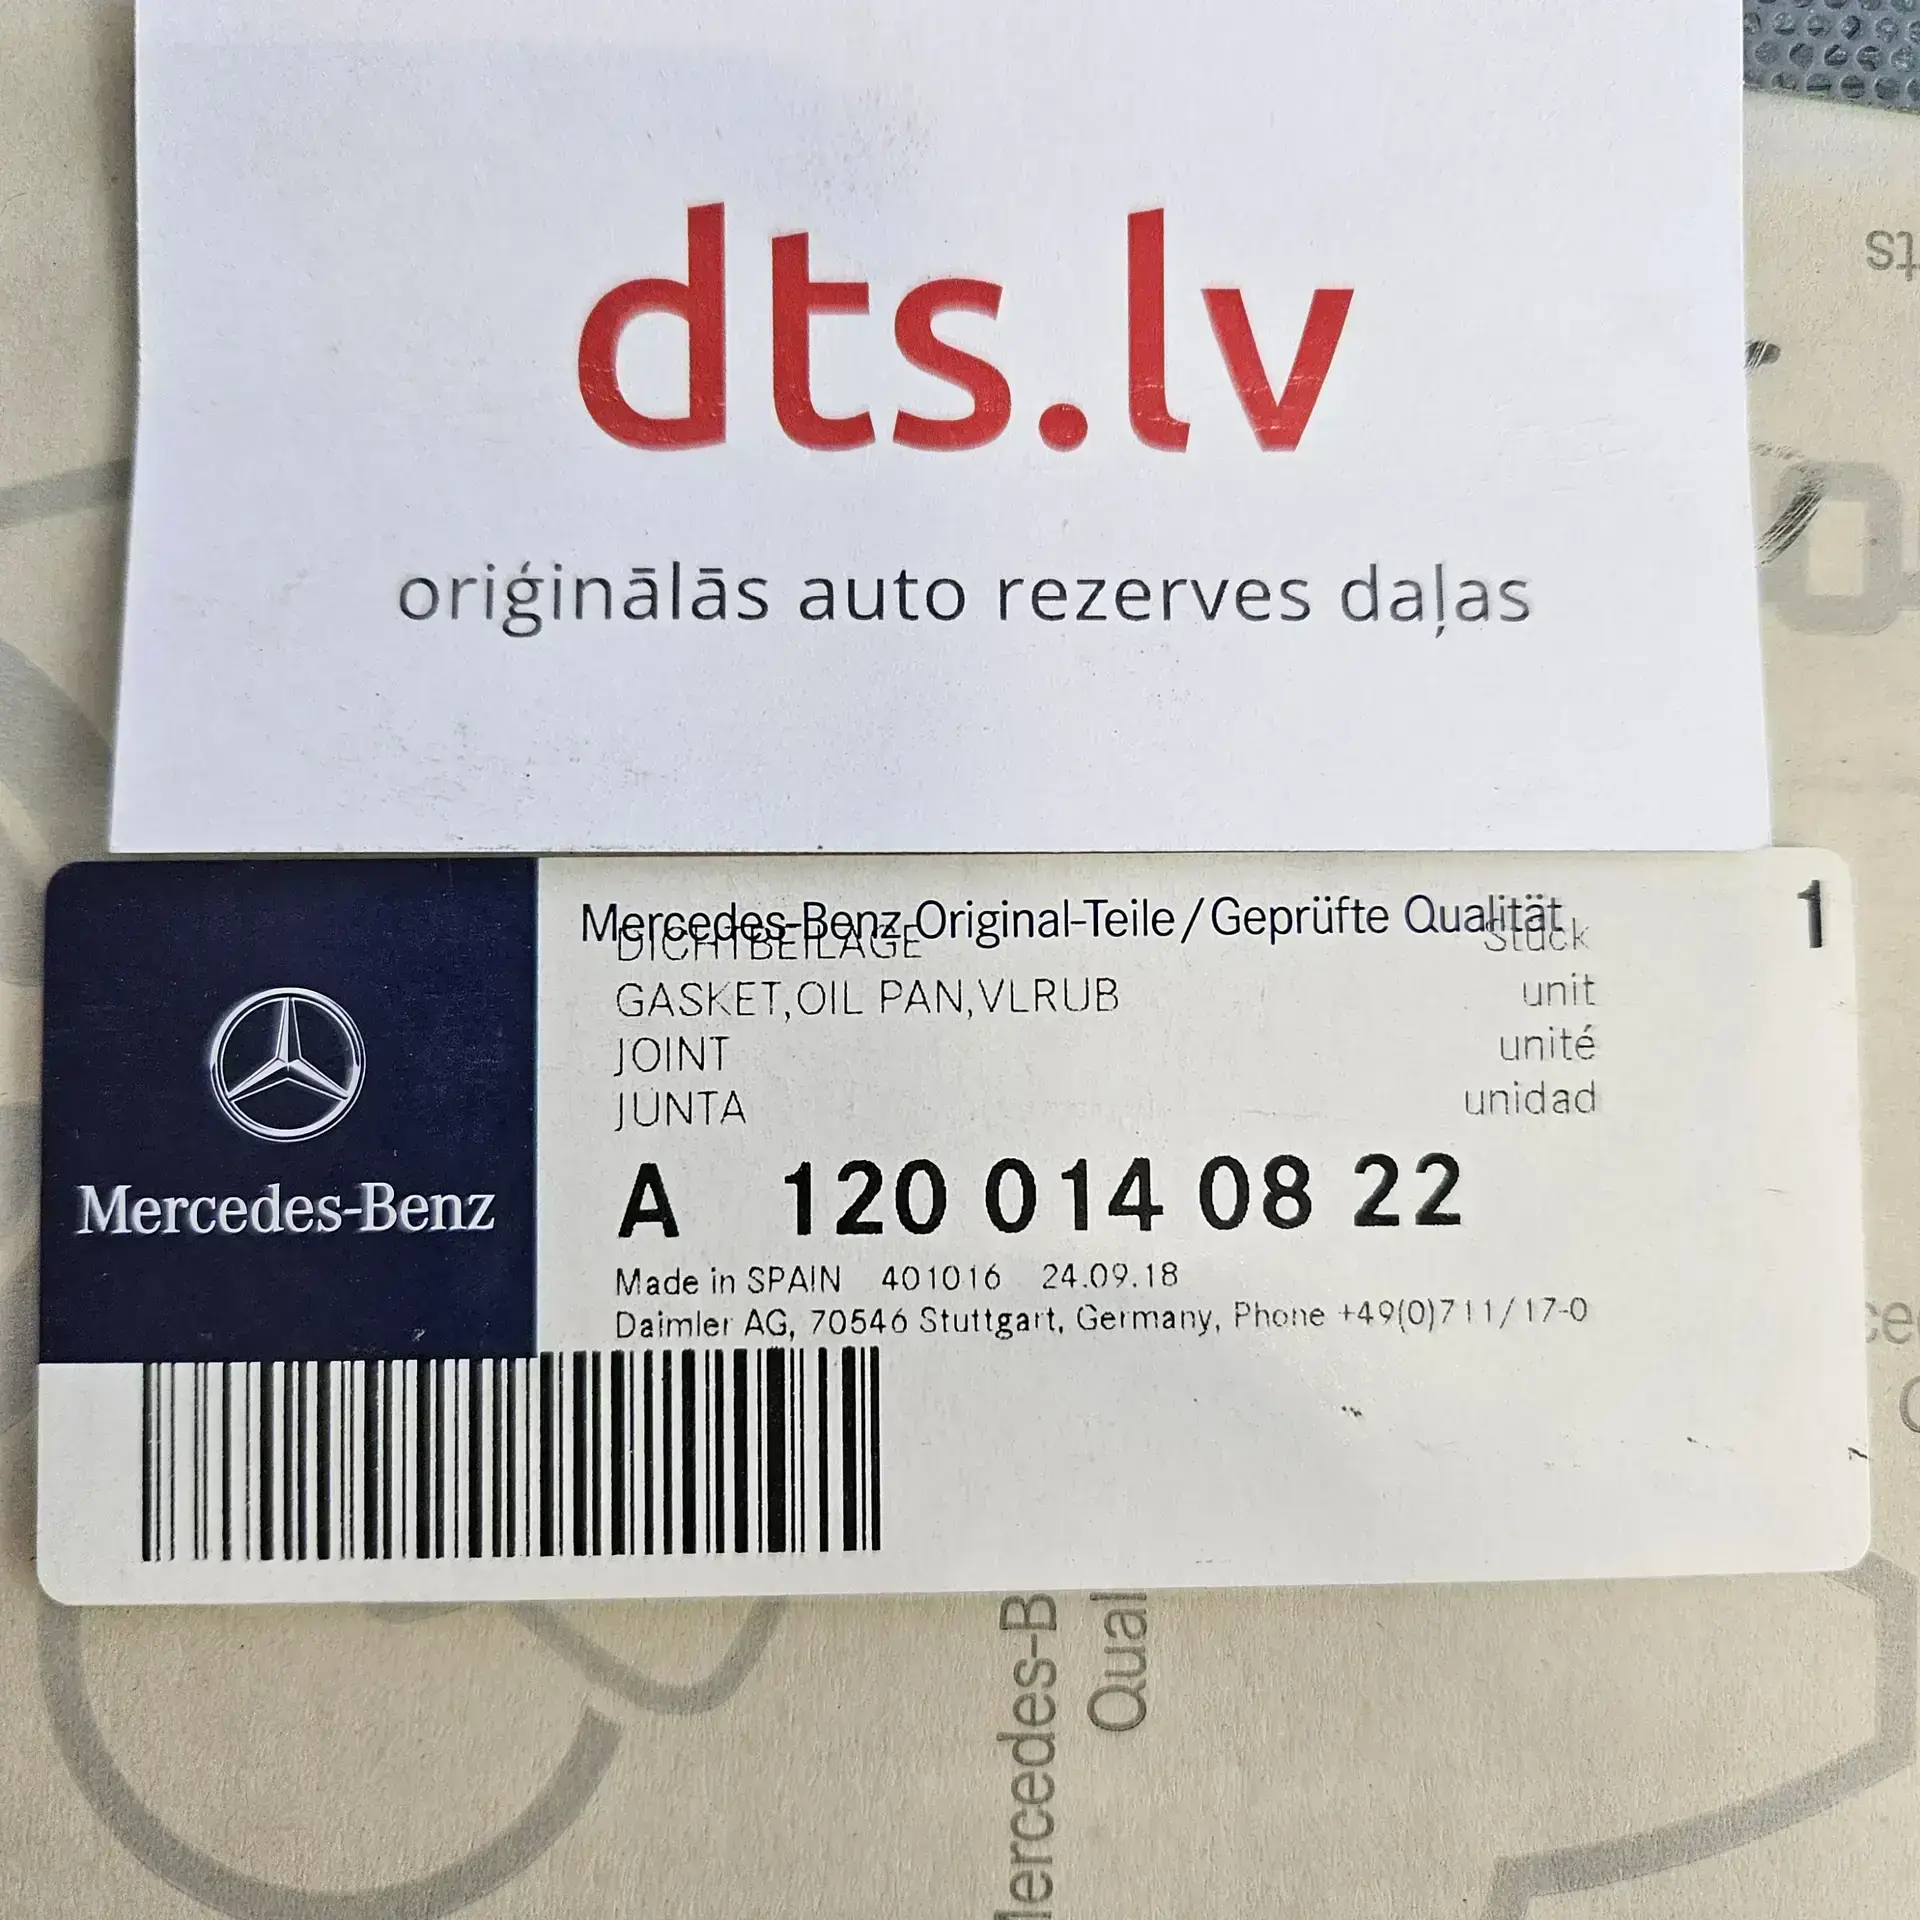 dts.lv
oriģinālās auto rezerves daļas
Mercedes-Benz Original-Teile/Geprüfte Qualität
1
DICHTBEILAGE Stück
GASKET,OIL PAN,VLRUB unit
JOINT unité
JUNTA unidad
Mercedes-Benz
A 120 014 08 22
Made in SPAIN 401016 24.09.18
Daimler AG, 70546 Stuttgart, Germany, Phone +49(0)711/17-0
Mercedes-B
Qual